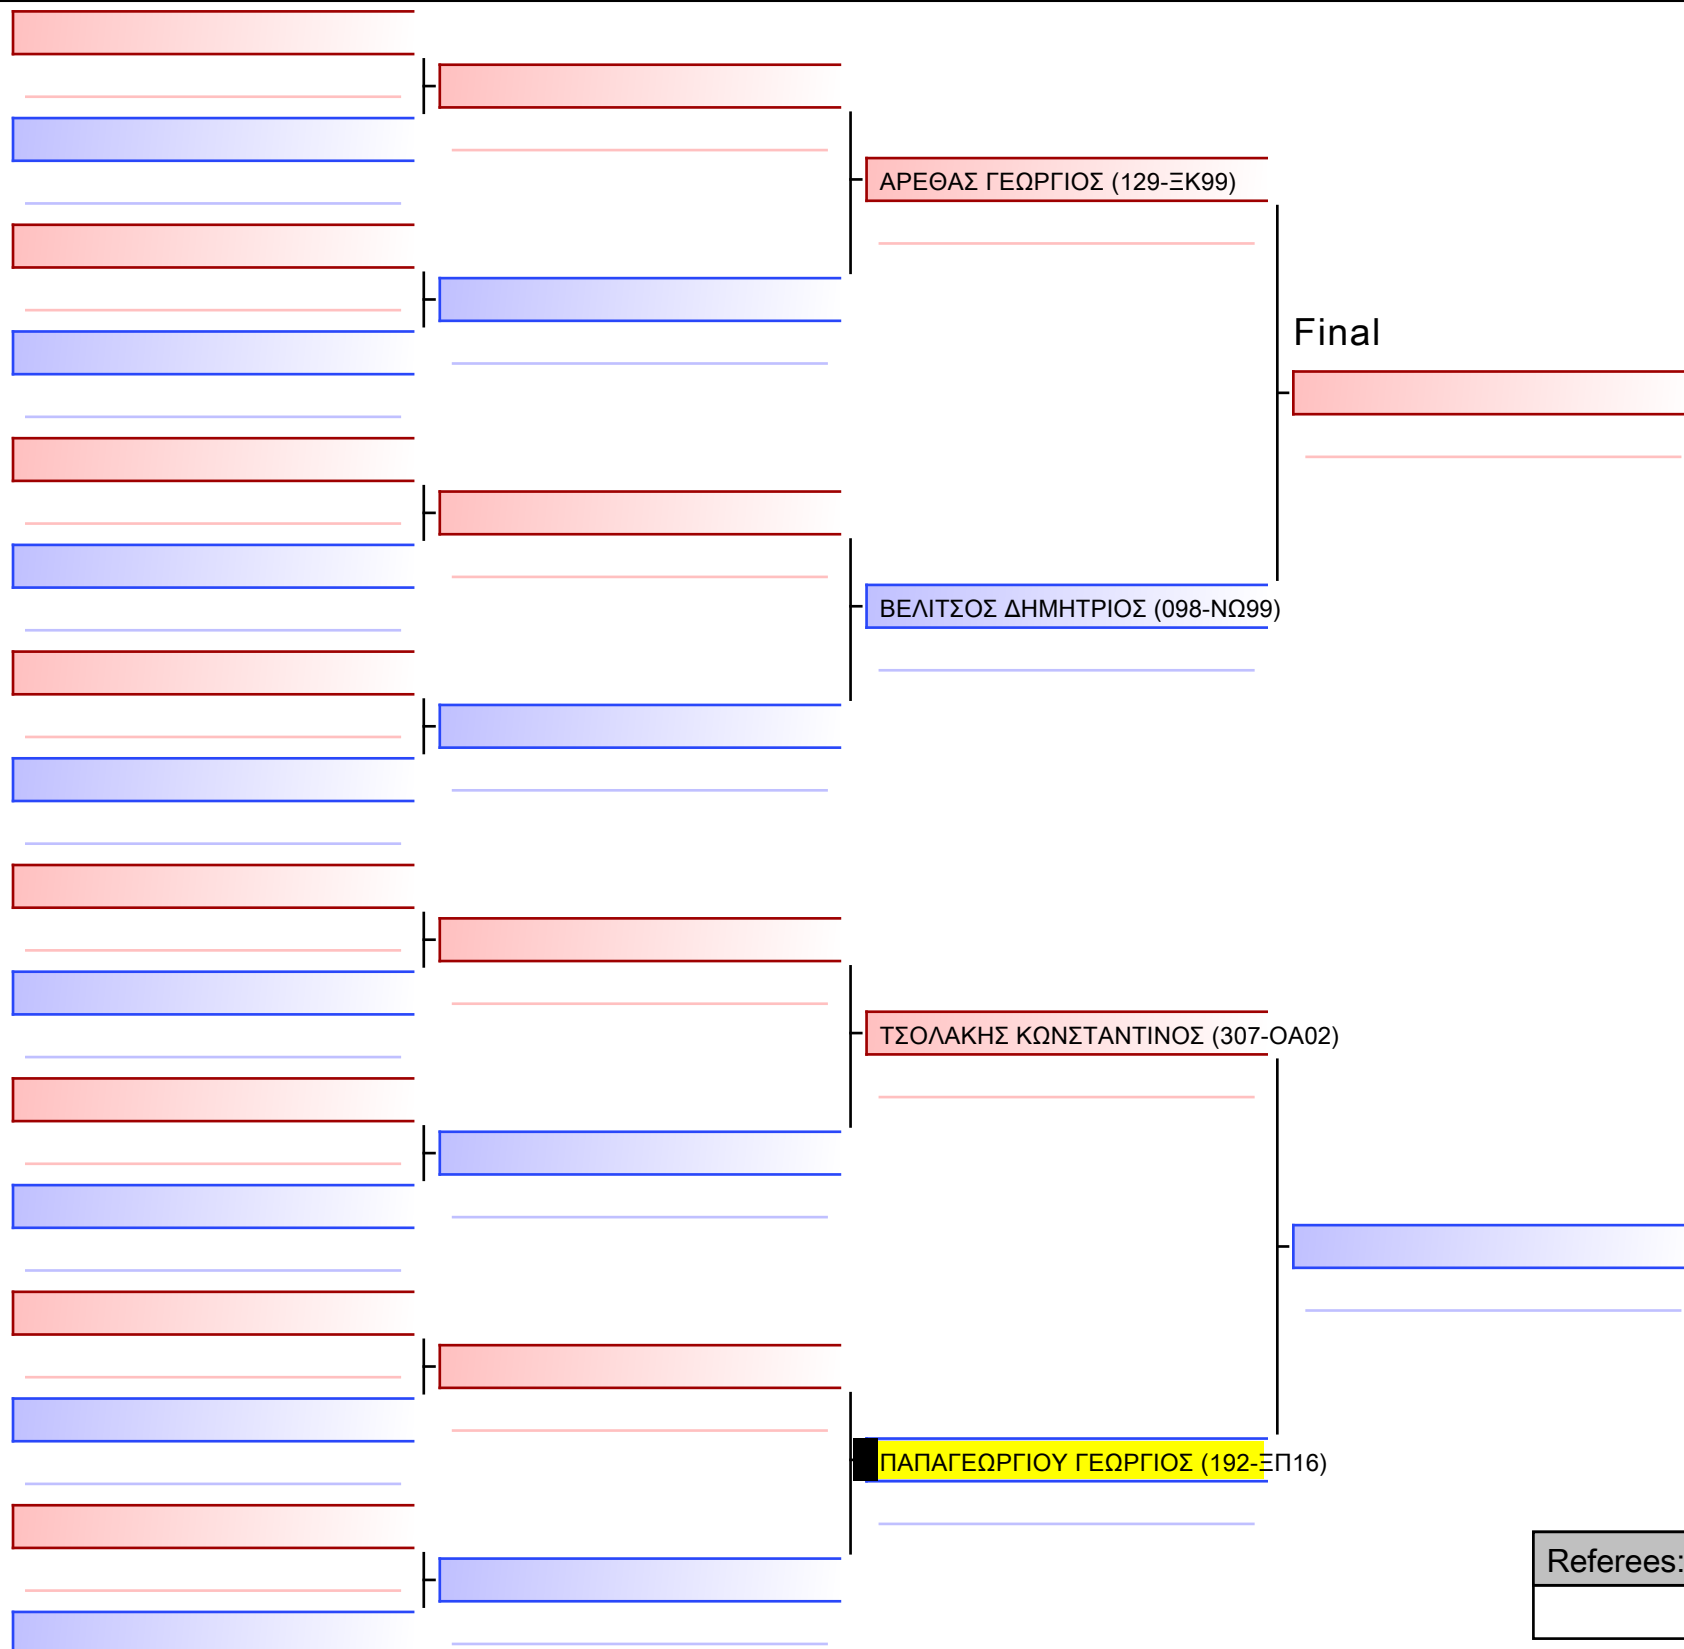 ΑΡΕΘΑΣ ΓΕΩΡΓΙΟΣ (129-ΞΚ99)
Final
ΒΕΛΙΤΣΟΣ ΔΗΜΗΤΡΙΟΣ (098-ΝΩ99)
ΤΣΟΛΑΚΗΣ ΚΩΝΣΤΑΝΤΙΝΟΣ (307-ΟΑ02)
ΠΑΠΑΓΕΩΡΓΙΟΥ ΓΕΩΡΓΙΟΣ (192-ΞΠ16)
Referees: